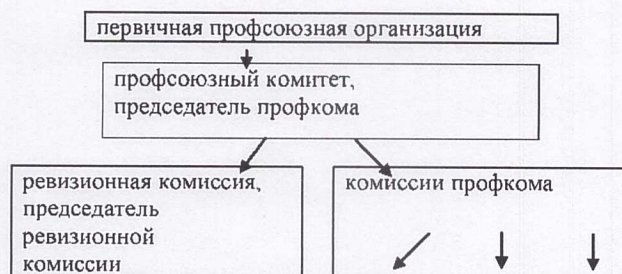 первичная профсоюзная организация
профсоюзный комитет,
председатель профкома
ревизионная комиссия,
председатель
ревизионной
комиссии
комиссии профкома